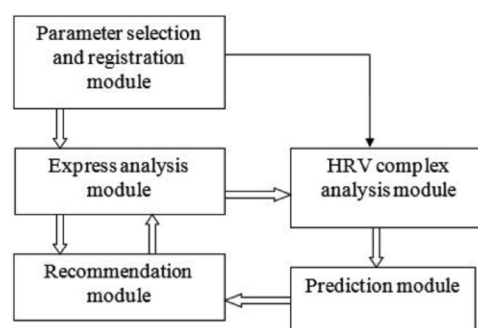 Parameter selection
and registration
module
Express analysis
module
HRV complex
analysis module
Recommendation
module
Prediction module